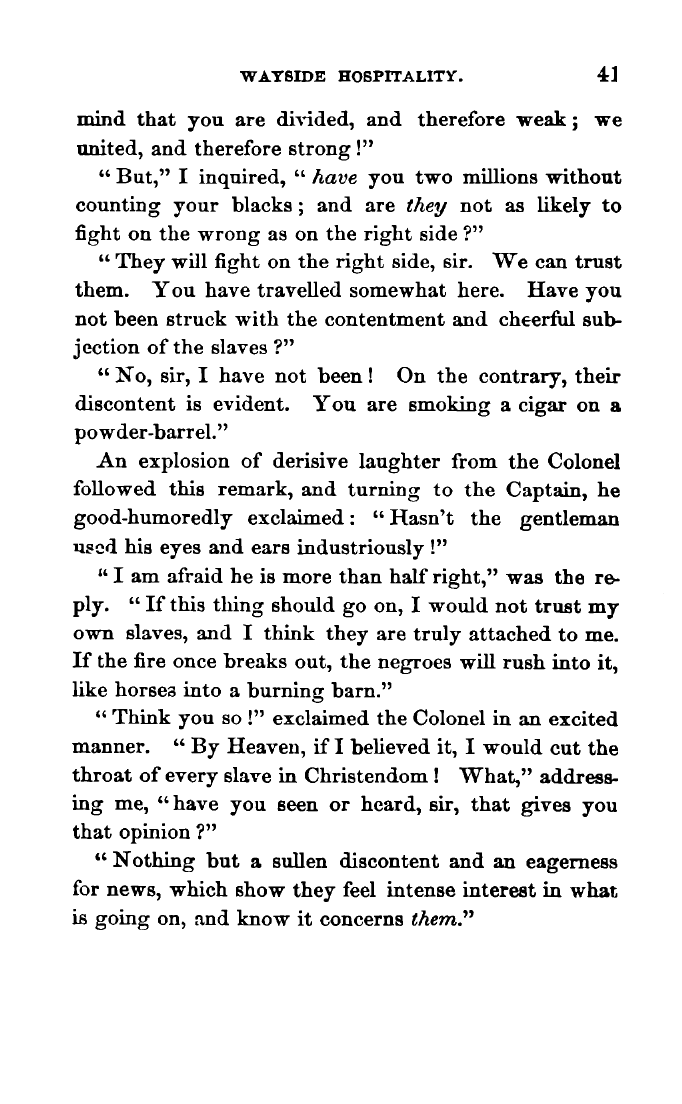 WAYSIDE HOSPITALITY. 41
mind that you are divided, and therefore weak; we
united, and therefore strong!"
"But," I inquired, "have you two millions without
counting your blacks; and are they not as likely to
fight on the wrong as on the right side?"
"They will fight on the right side, sir. We can trust
them. You have travelled somewhat here. Have you
not been struck with the contentment and cheerful sub-
jection of the slaves?"
"No, sir, I have not been! On the contrary, their
discontent is evident. You are smoking a cigar on a
powder-barrel."
An explosion of derisive laughter from the Colonel
followed this remark, and turning to the Captain, he
good-humoredly exclaimed: "Hasn't the gentleman
used his eyes and ears industriously!"
"I am afraid he is more than half right," was the re-
ply. "If this thing should go on, I would not trust my
own slaves, and I think they are truly attached to me.
If the fire once breaks out, the negroes will rush into it,
like horses into a burning barn."
"Think you so!" exclaimed the Colonel in an excited
manner. "By Heaven, if I believed it, I would cut the
throat of every slave in Christendom! What," address-
ing me, "have you seen or heard, sir, that gives you
that opinion?"
"Nothing but a sullen discontent and an eagerness
for news, which show they feel intense interest in what
is going on, and know it concerns them."